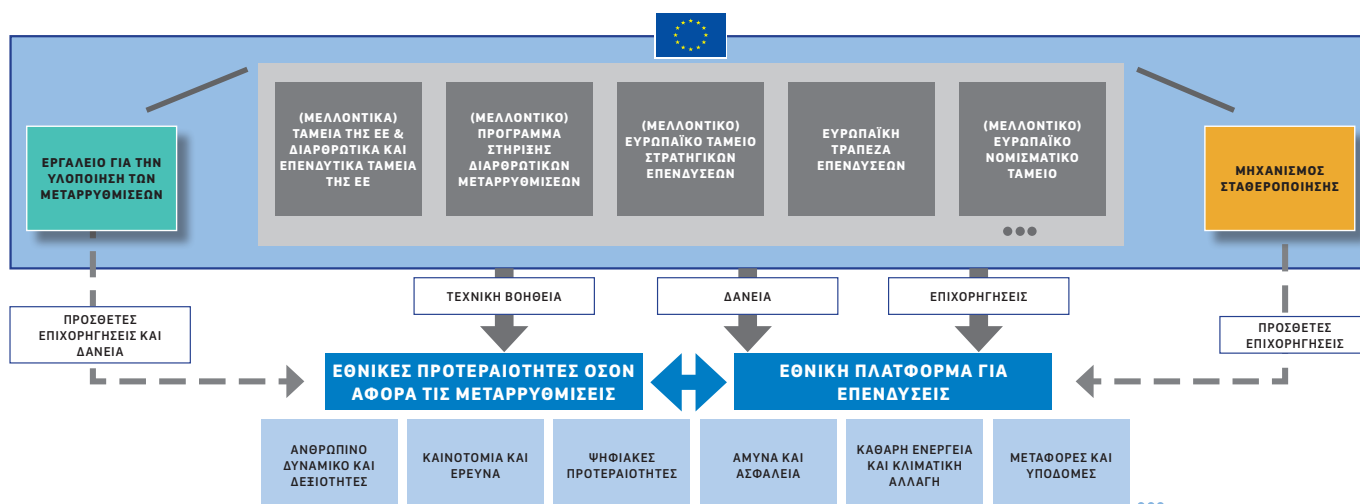 ΕΡΓΑΛΕΙΟ ΓΙΑ ΤΗΝ
ΥΛΟΠΟΙΗΣΗ ΤΩΝ
ΜΕΤΑΡΡΥΘΜΙΣΕΩΝ
(ΜΕΛΛΟΝΤΙΚΑ)
ΤΑΜΕΙΑ ΤΗΣ ΕΕ &
ΔΙΑΡΘΡΩΤΙΚΑ ΚΑΙ
ΕΠΕΝΔΥΤΙΚΑ ΤΑΜΕΙΑ
ΤΗΣ ΕΕ
(ΜΕΛΛΟΝΤΙΚΟ)
ΠΡΟΓΡΑΜΜΑ
ΣΤΗΡΙΞΗΣ
ΔΙΑΡΘΡΩΤΙΚΩΝ
ΜΕΤΑΡΡΥΘΜΙΣΕΩΝ
(ΜΕΛΛΟΝΤΙΚΟ)
ΕΥΡΩΠΑΪΚΟ ΤΑΜΕΙΟ
ΣΤΡΑΤΗΓΙΚΩΝ
ΕΠΕΝΔΥΣΕΩΝ
ΕΥΡΩΠΑΪΚΗ
ΤΡΑΠΕΖΑ
ΕΠΕΝΔΥΣΕΩΝ
(ΜΕΛΛΟΝΤΙΚΟ)
ΕΥΡΩΠΑΪΚΟ
ΝΟΜΙΣΜΑΤΙΚΟ
ΤΑΜΕΙΟ
ΜΗΧΑΝΙΣΜΟΣ
ΣΤΑΘΕΡΟΠΟΙΗΣΗΣ
ΠΡΟΣΘΕΤΕΣ
ΕΠΙΧΟΡΗΓΗΣΕΙΣ ΚΑΙ
ΔΑΝΕΙΑ
ΤΕΧΝΙΚΗ ΒΟΗΘΕΙΑ
ΔΑΝΕΙΑ
ΕΠΙΧΟΡΗΓΗΣΕΙΣ
ΠΡΟΣΘΕΤΕΣ
ΕΠΙΧΟΡΗΓΗΣΕΙΣ
ΕΘΝΙΚΕΣ ΠΡΟΤΕΡΑΙΟΤΗΤΕΣ ΟΣΟΝ
ΑΦΟΡΑ ΤΙΣ ΜΕΤΑΡΡΥΘΜΙΣΕΙΣ
ΕΘΝΙΚΗ ΠΛΑΤΦΟΡΜΑ ΓΙΑ
ΕΠΕΝΔΥΣΕΙΣ
ΑΝΘΡΩΠΙΝΟ
ΔΥΝΑΜΙΚΟ ΚΑΙ
ΔΕΞΙΟΤΗΤΕΣ
ΚΑΙΝΟΤΟΜΙΑ ΚΑΙ
ΕΡΕΥΝΑ
ΨΗΦΙΑΚΕΣ
ΠΡΟΤΕΡΑΙΟΤΗΤΕΣ
ΑΜΥΝΑ ΚΑΙ
ΑΣΦΑΛΕΙΑ
ΚΑΘΑΡΗ ΕΝΕΡΓΕΙΑ
ΚΑΙ ΚΛΙΜΑΤΙΚΗ
ΑΛΛΑΓΗ
ΜΕΤΑΦΟΡΕΣ ΚΑΙ
ΥΠΟΔΟΜΕΣ